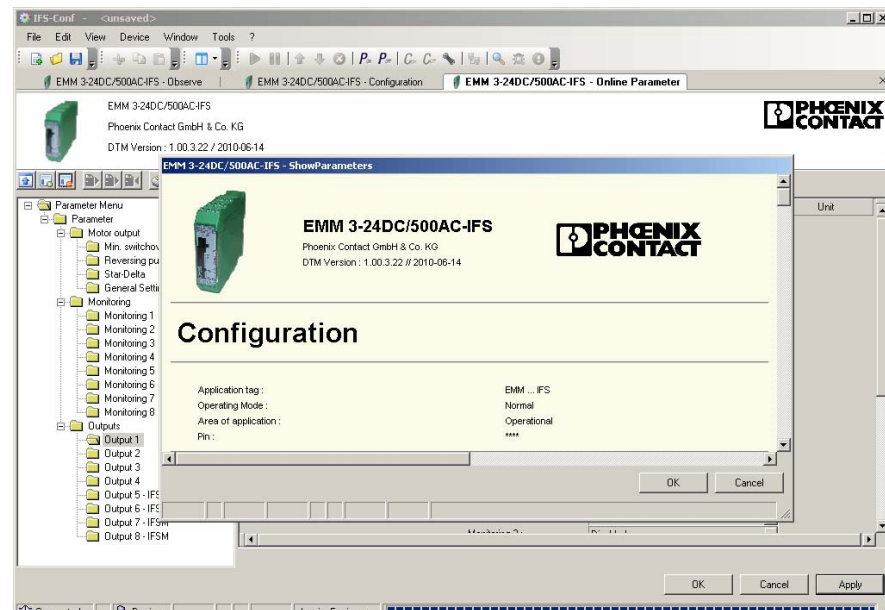 IFS-Conf - <unsaved>
File Edit View Device Window Tools ?
EMM 3-24DC/500AC-IFS - Observe
EMM 3-24DC/500AC-IFS - Configuration
EMM 3-24DC/500AC-IFS - Online Parameter
EMM 3-24DC/500AC-IFS
Phoenix Contact GmbH & Co. KG
DTM Version : 1.00.3.22 / 2010-06-14
PHŒNIX
CONTACT
EMM 3-24DC/500AC-IFS - ShowParameters
EMM 3-24DC/500AC-IFS
Phoenix Contact GmbH & Co. KG
DTM Version : 1.00.3.22 // 2010-06-14
PHŒNIX
CONTACT
Configuration
Application tag : EMM ... IFS
Operating Mode : Normal
Area of application : Operational
Pin : ****
OK Cancel
Unit
Parameter Menu
Parameter
Motor output
Min. switchov
Reversing pu
Star-Delta
General Setti
Monitoring
Monitoring 1
Monitoring 2
Monitoring 3
Monitoring 4
Monitoring 5
Monitoring 6
Monitoring 7
Monitoring 8
Outputs
Output 1
Output 2
Output 3
Output 4
Output 5 - IFS
Output 6 - IFS
Output 7 - IFSM
Output 8 - IFSM
OK Cancel Apply